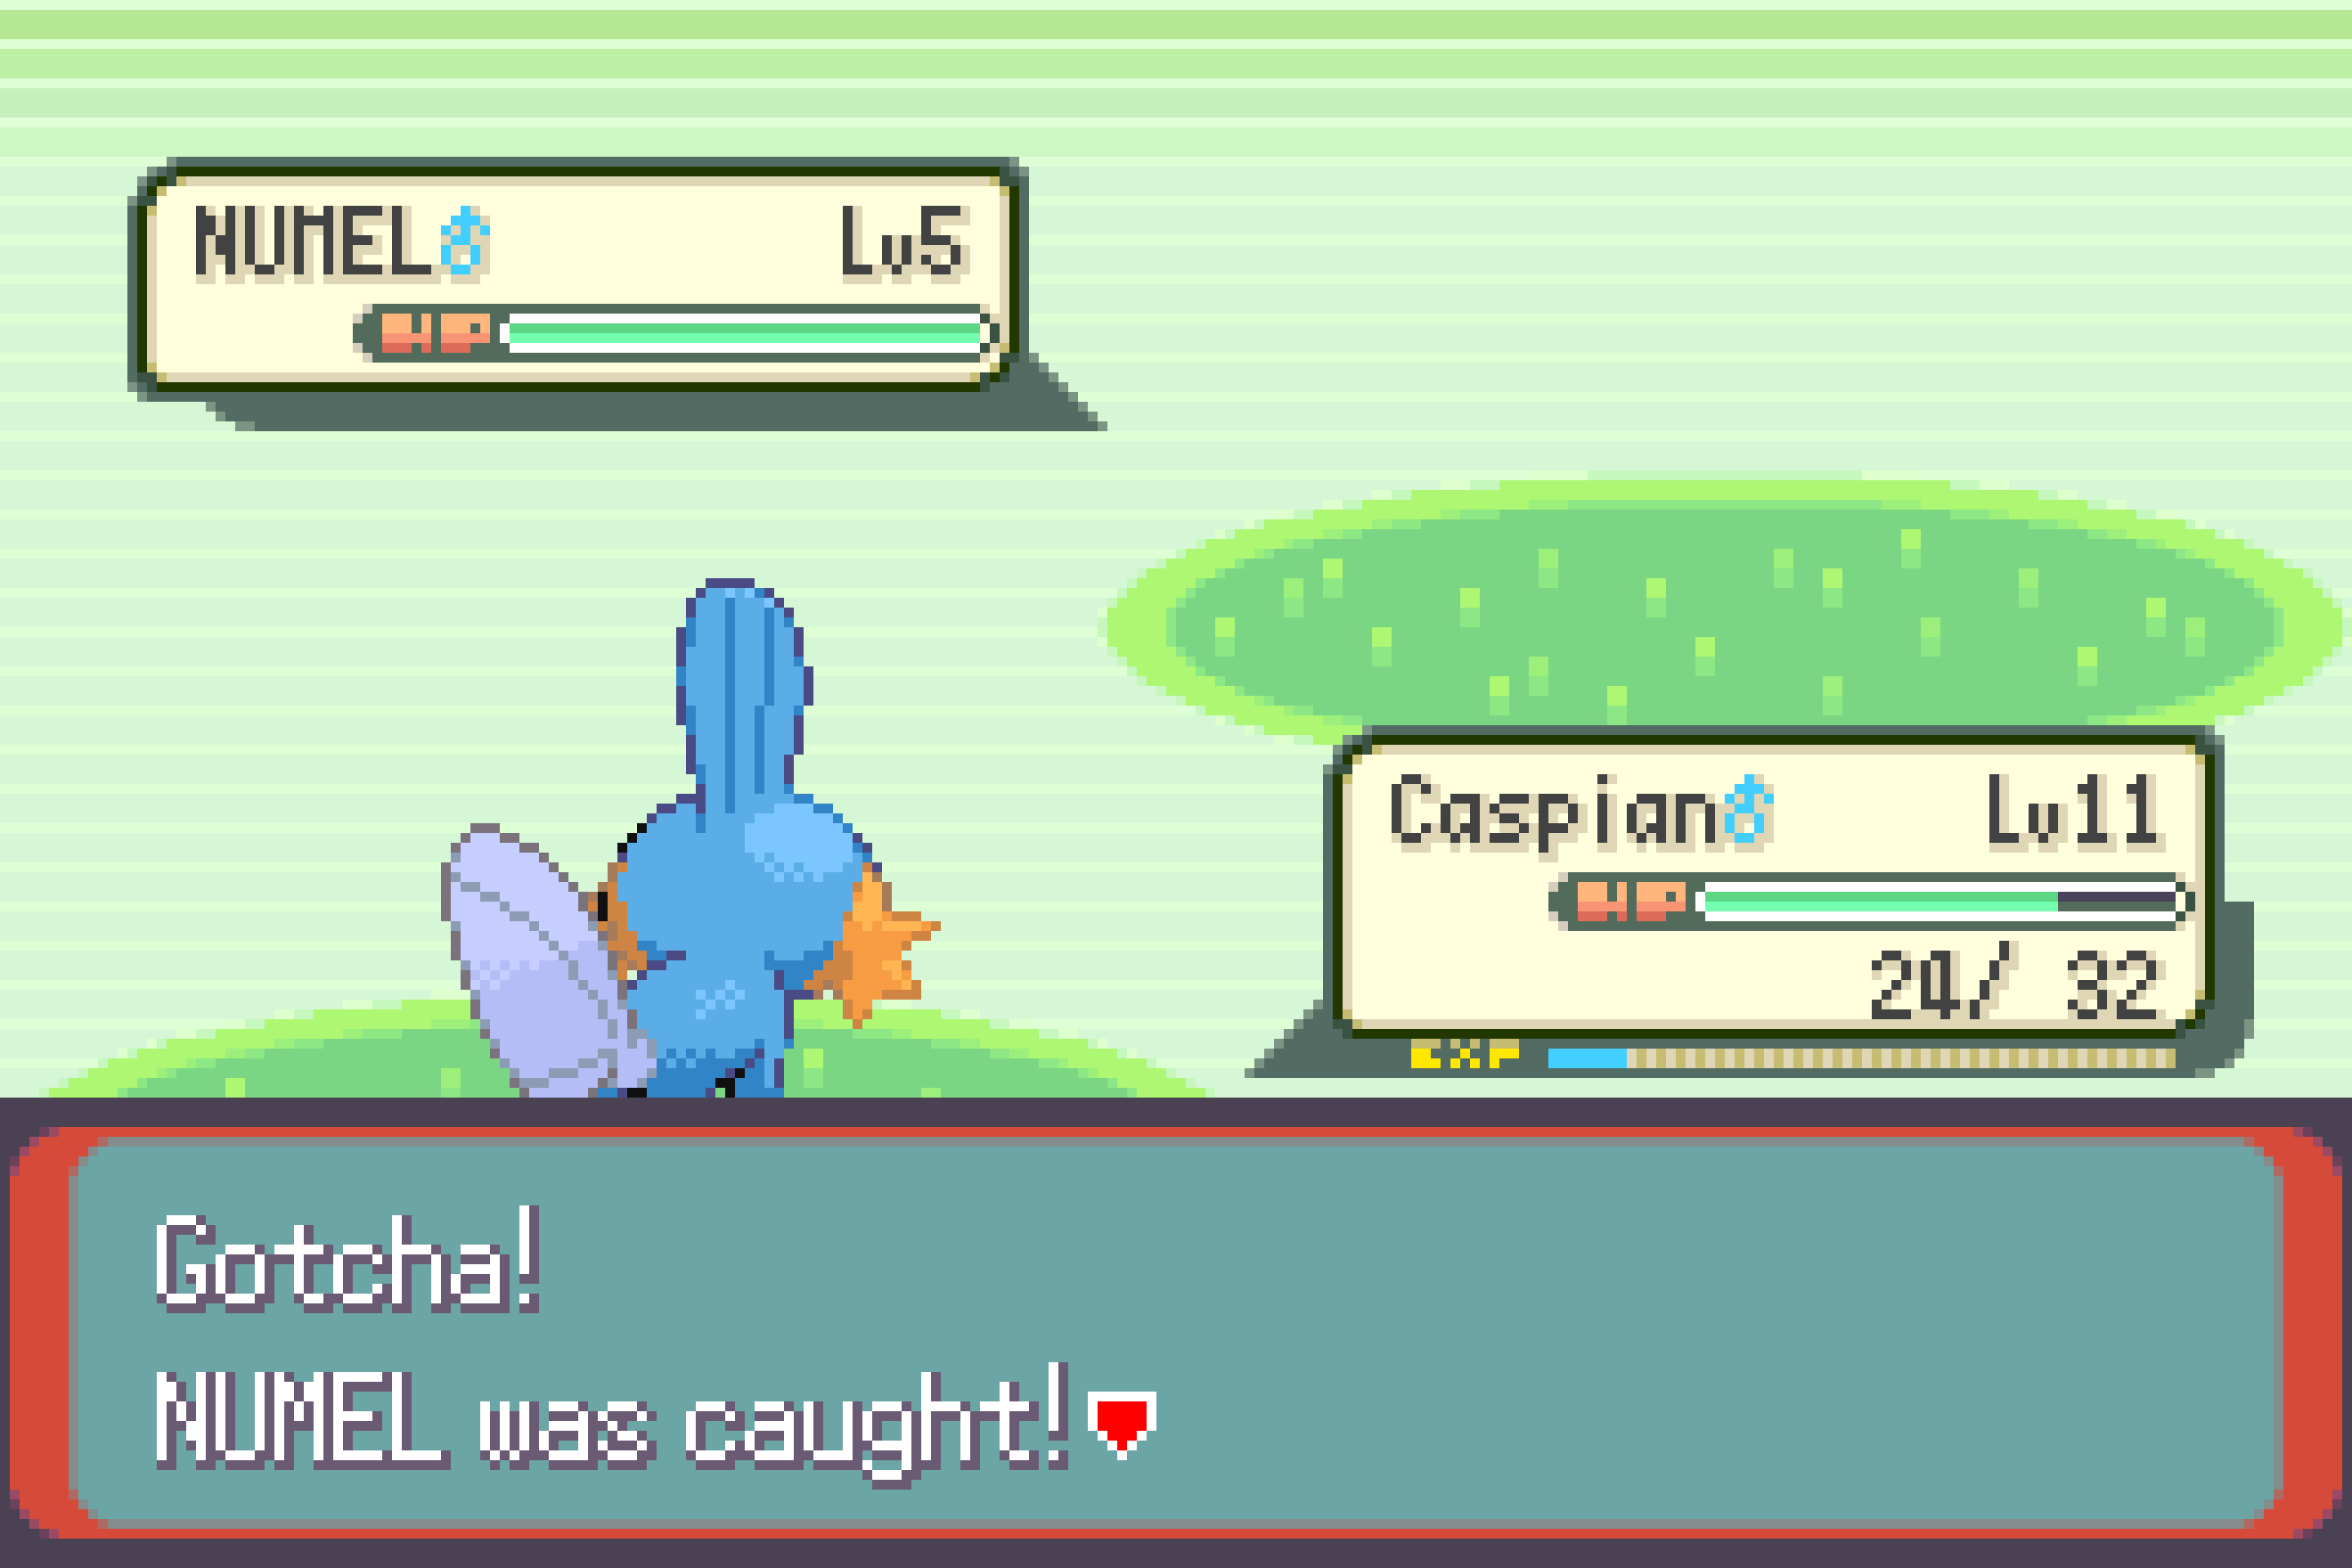 NUMEL♂ Lv5
HP
Caspian♂ Lv11
HP
24/ 32
EXP
Gotcha!
NUMEL was caught!